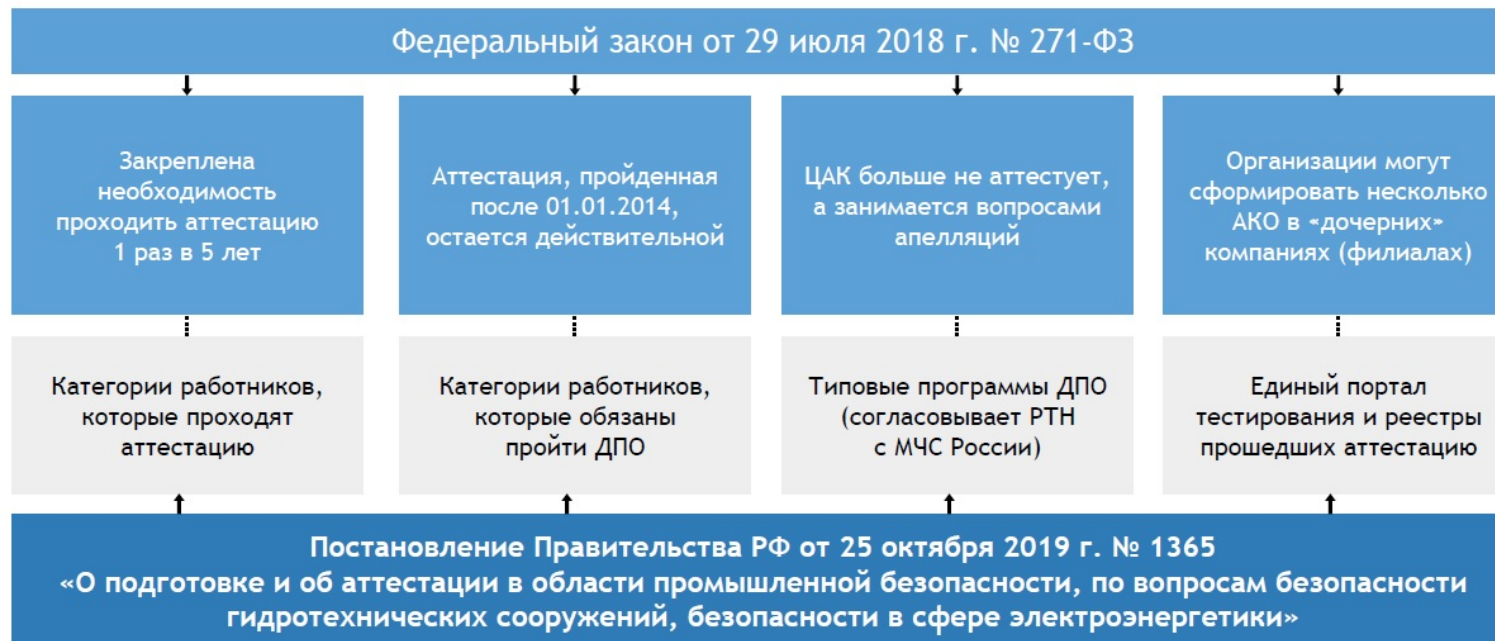 Федеральный закон от 29 июля 2018 г. № 271-ФЗ
Закреплена
необходимость
проходить аттестацию
1 раз в 5 лет
Аттестация, пройденная
после 01.01.2014,
остается действительной
ЦАК больше не аттестует,
а занимается вопросами
апелляций
Организации могут
сформировать несколько
АКО в «дочерних»
компаниях (филиалах)
Категории работников,
которые проходят
аттестацию
Категории работников,
которые обязаны
пройти ДПО
Типовые программы ДПО
(согласовывает РТН
с МЧС России)
Единый портал
тестирования и реестры
прошедших аттестацию
Постановление Правительства РФ от 25 октября 2019 г. № 1365
«О подготовке и об аттестации в области промышленной безопасности, по вопросам безопасности
гидротехнических сооружений, безопасности в сфере электроэнергетики»